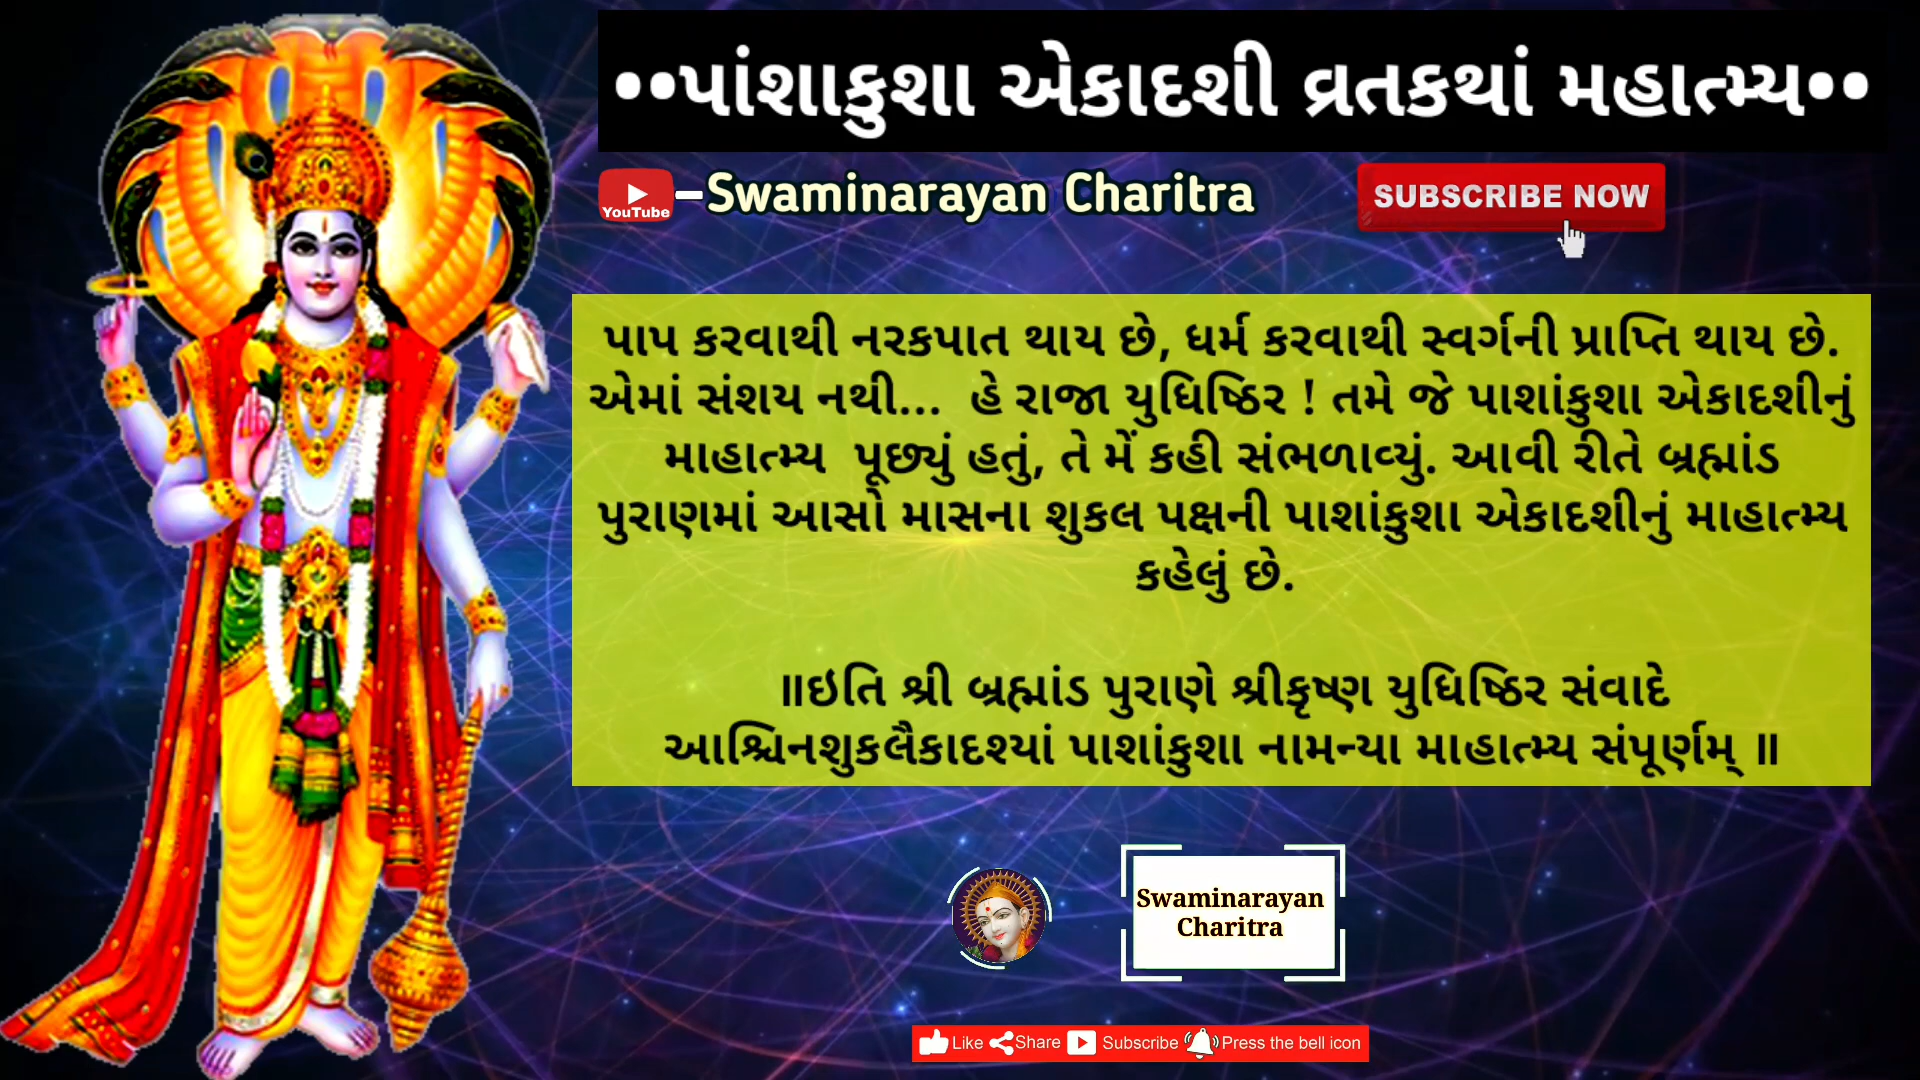 ••પાંશાકુશા એકાદશી વ્રતકથાં મહાત્મ્ય••
YouTube
–Swaminarayan Charitra
SUBSCRIBE NOW
પાપ કરવાથી નરકપાત થાય છે, ધર્મ કરવાથી સ્વર્ગની પ્રાપ્તિ થાય છે.
એમાં સંશય નથી... હે રાજા યુધિષ્ઠિર ! તમે જે પાશાંકુશા એકાદશીનું
માહાત્મ્ય પૂછ્યું હતું, તે મેં કહી સંભળાવ્યું. આવી રીતે બ્રહ્માંડ
પુરાણમાં આસો માસના શુકલ પક્ષની પાશાંકુશા એકાદશીનું માહાત્મ્ય
કહેલું છે.
॥ઇતિ શ્રી બ્રહ્માંડ પુરાણે શ્રીકૃષ્ણ યુધિષ્ઠિર સંવાદે
આશ્ચિનશુકલૈકાદશ્યાં પાશાંકુશા નામન્યા માહાત્મ્ય સંપૂર્ણમ્ ॥
Swaminarayan
Charitra
Like Share Subscribe Press the bell icon